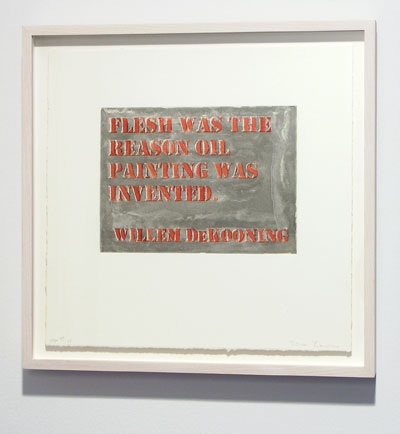 FLESH WAS THE
REASON OIL
PAINTING WAS
INVENTED.
WILLEM DeKOONING